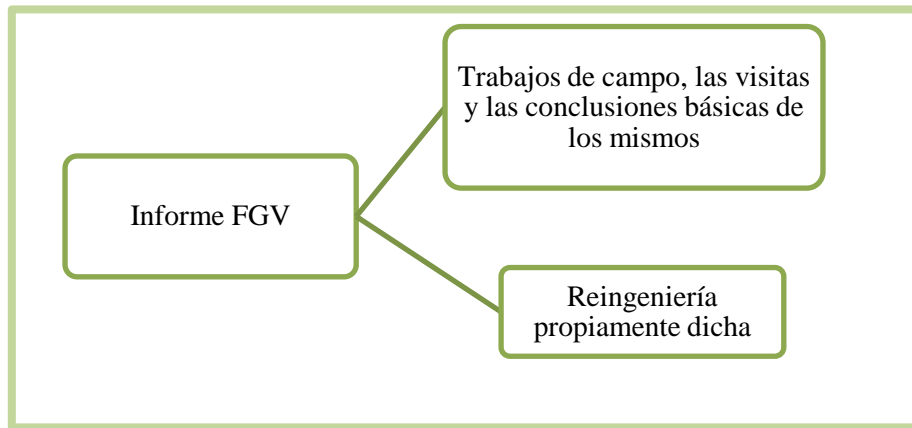 Informe FGV
Trabajos de campo, las visitas
y las conclusiones básicas de
los mismos
Reingeniería
propiamente dicha